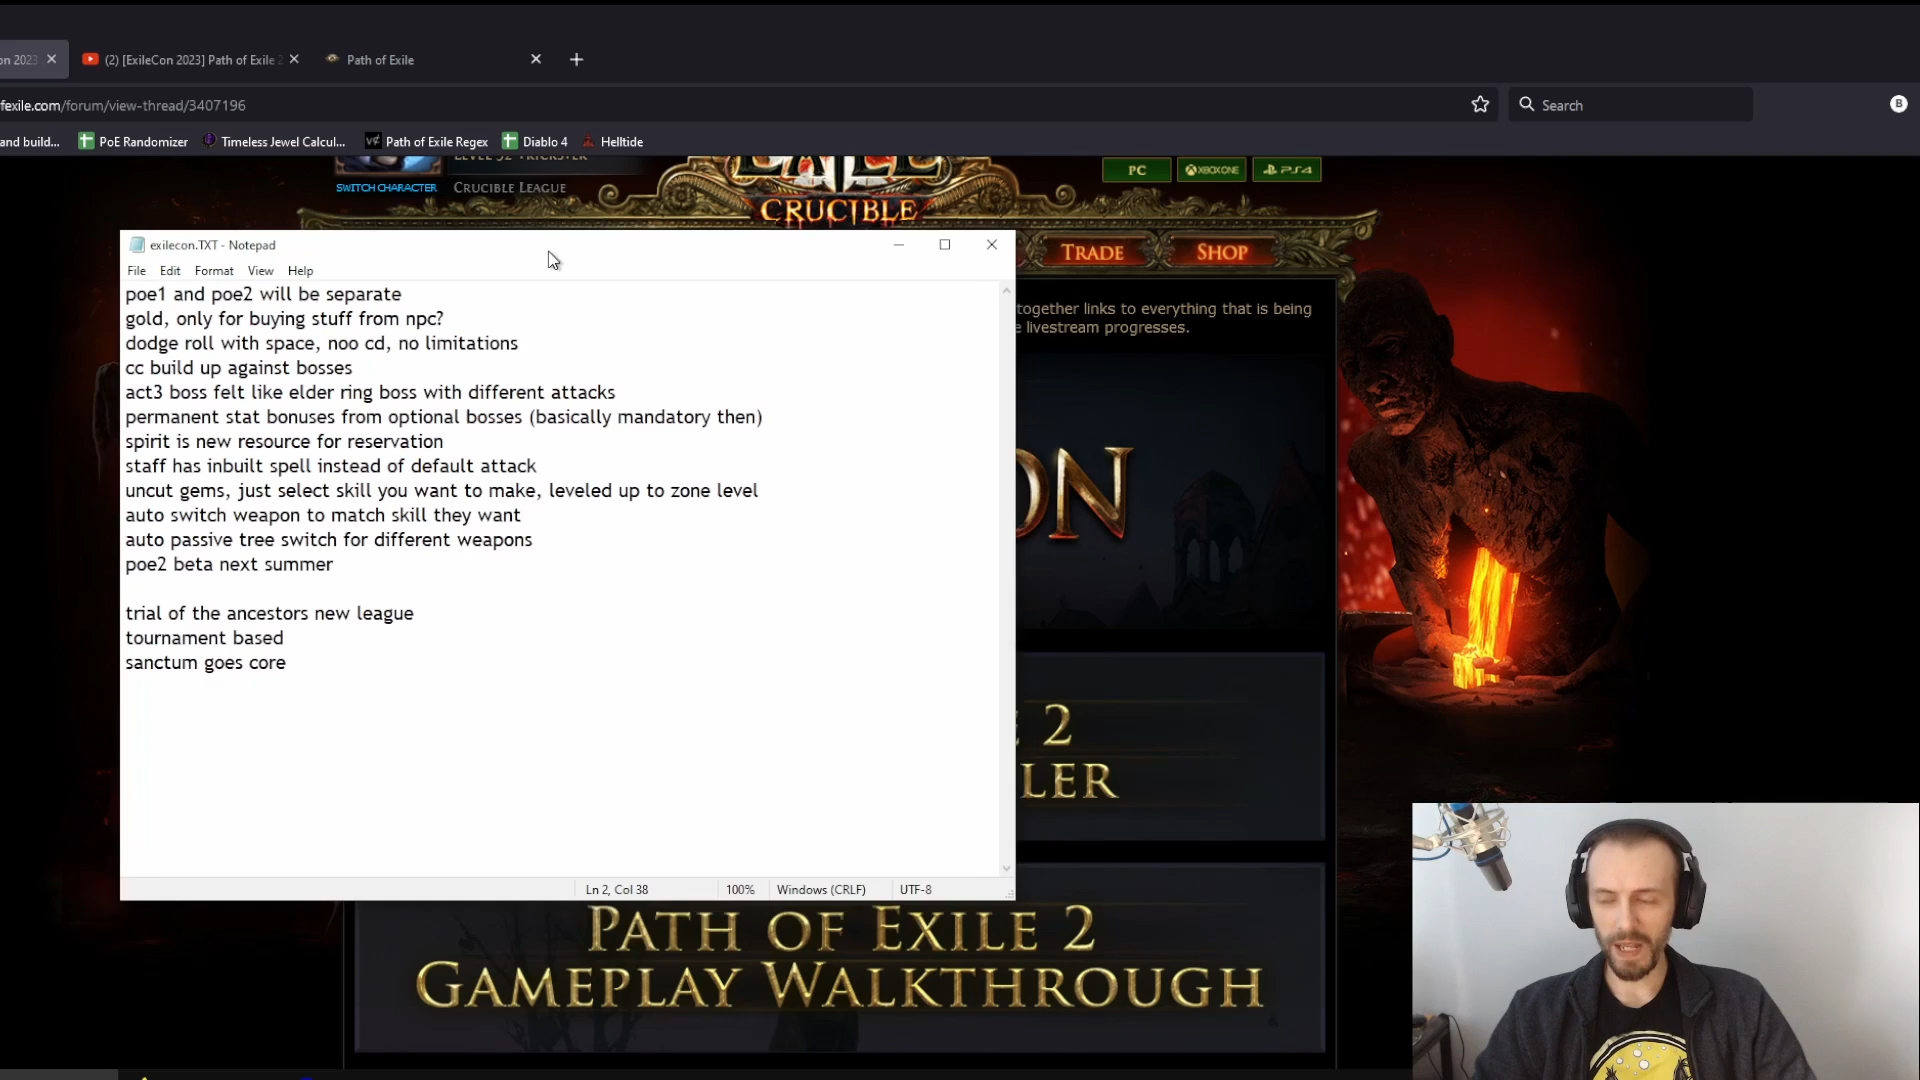 on 2023
(2) [ExileCon 2023] Path of Exile 2
Path of Exile
fexile.com/forum/view-thread/3407196
Search
B
and build...
PoE Randomizer
Timeless Jewel Calcul...
Path of Exile Regex
Diablo 4
Helltide
SWITCH CHARACTER
CRUCIBLE LEAGUE
CRUCIBLE
PC
XBOX ONE
PS4
TRADE
SHOP
exilecon.TXT - Notepad
File Edit Format View Help
poe1 and poe2 will be separate
gold, only for buying stuff from npc?
dodge roll with space, noo cd, no limitations
cc build up against bosses
act3 boss felt like elder ring boss with different attacks
permanent stat bonuses from optional bosses (basically mandatory then)
spirit is new resource for reservation
staff has inbuilt spell instead of default attack
uncut gems, just select skill you want to make, leveled up to zone level
auto switch weapon to match skill they want
auto passive tree switch for different weapons
poe2 beta next summer
trial of the ancestors new league
tournament based
sanctum goes core
Ln 2, Col 38
100%
Windows (CRLF)
UTF-8
together links to everything that is being
e livestream progresses.
ON
2
LER
PATH OF EXILE 2
GAMEPLAY WALKTHROUGH